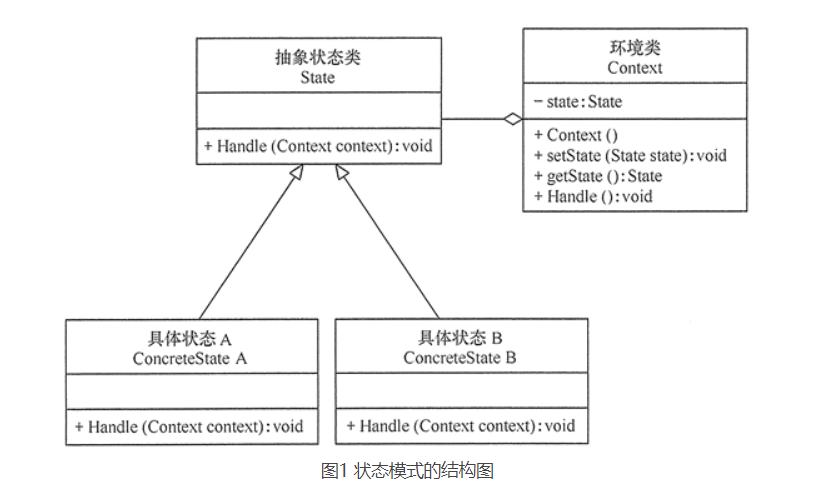 抽象状态类
State
+ Handle (Context context) : void
环境类
Context
− state : State
+ Context ()
+ setState (State state) : void
+ getState () : State
+ Handle () : void
具体状态 A
ConcreteState A
+ Handle (Context context) : void
具体状态 B
ConcreteState B
+ Handle (Context context) : void
图1 状态模式的结构图